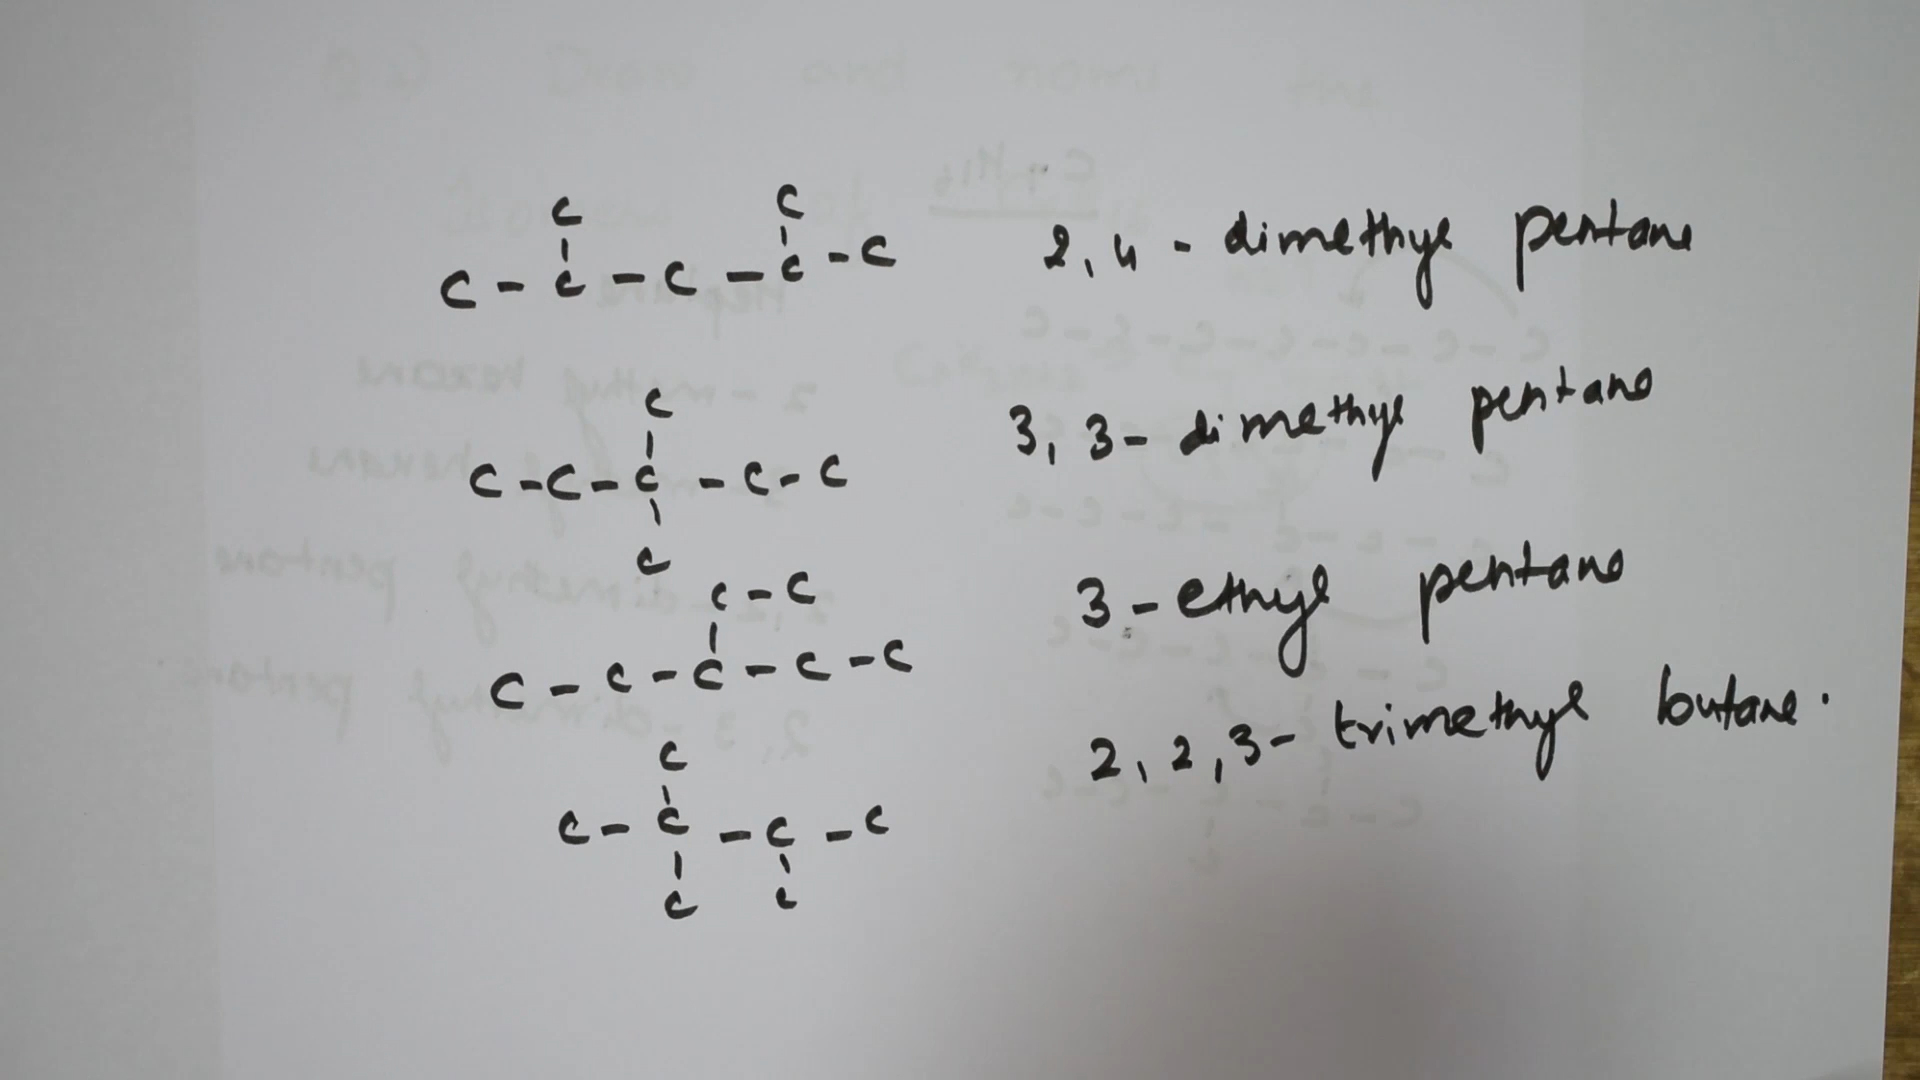 C C
C - C - C - C - C 2, 4 - dimethyl pentane
C
C - C - C - C - C 3, 3 - dimethyl pentane
C
C - C
C - C - C - C - C 3 - ethyl pentane
C
C - C - C - C 2, 2, 3 - trimethyl butane.
C C